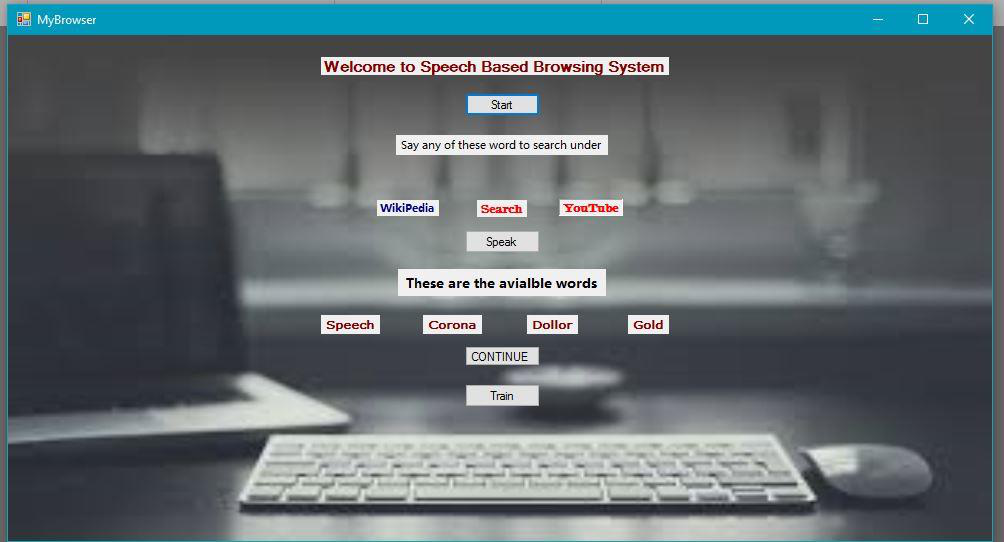 MyBrowser
Welcome to Speech Based Browsing System
Start
Say any of these word to search under
WikiPedia Search YouTube
Speak
These are the avialble words
Speech Corona Dollor Gold
CONTINUE
Train